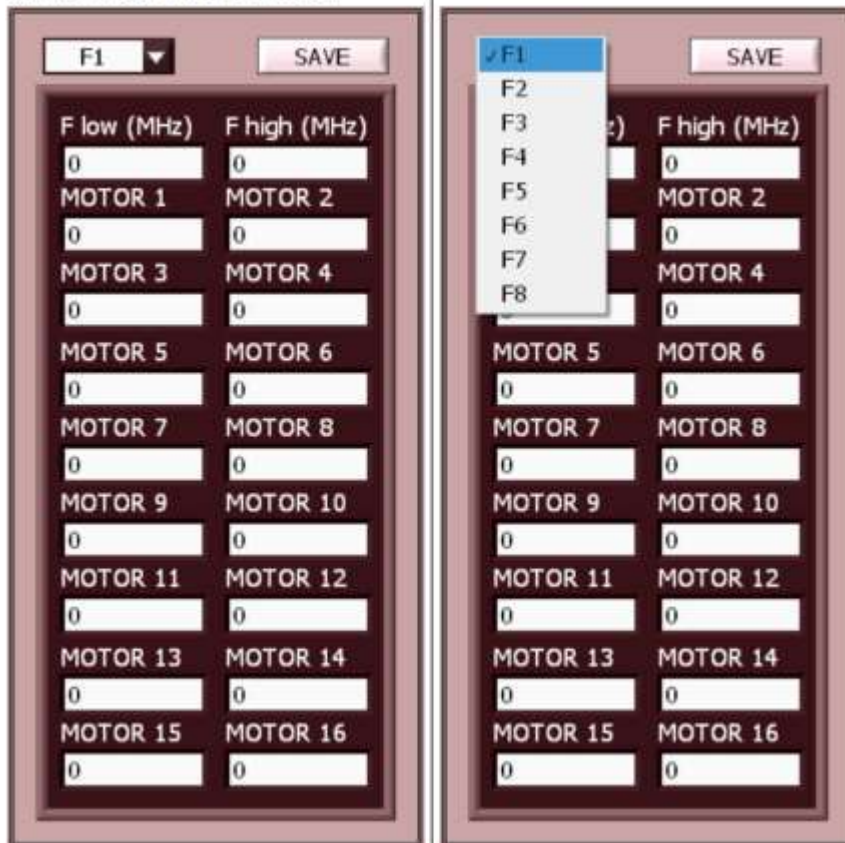 F1 SAVE
F low (MHz) F high (MHz)
0 0
MOTOR 1 MOTOR 2
0 0
MOTOR 3 MOTOR 4
0 0
MOTOR 5 MOTOR 6
0 0
MOTOR 7 MOTOR 8
0 0
MOTOR 9 MOTOR 10
0 0
MOTOR 11 MOTOR 12
0 0
MOTOR 13 MOTOR 14
0 0
MOTOR 15 MOTOR 16
0 0
✓F1 SAVE
F2
F3 z) F high (MHz)
F4 0
F5 MOTOR 2
F6 0
F7 MOTOR 4
F8 0
MOTOR 5 MOTOR 6
0 0
MOTOR 7 MOTOR 8
0 0
MOTOR 9 MOTOR 10
0 0
MOTOR 11 MOTOR 12
0 0
MOTOR 13 MOTOR 14
0 0
MOTOR 15 MOTOR 16
0 0